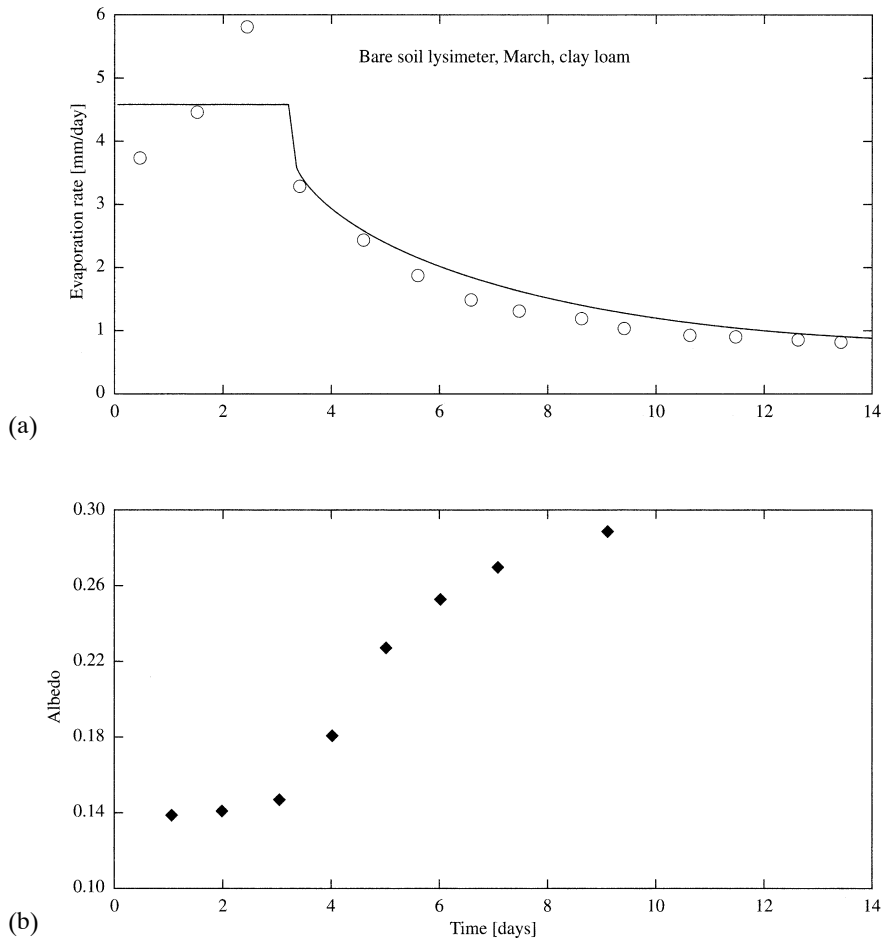 6
Bare soil lysimeter, March, clay loam
5
4
Evaporation rate [mm/day]
3
2
1
0
0 2 4 6 8 10 12 14
(a)
0.30
0.26
0.22
Albedo
0.18
0.14
0.10
0 2 4 6 8 10 12 14
(b)
Time [days]